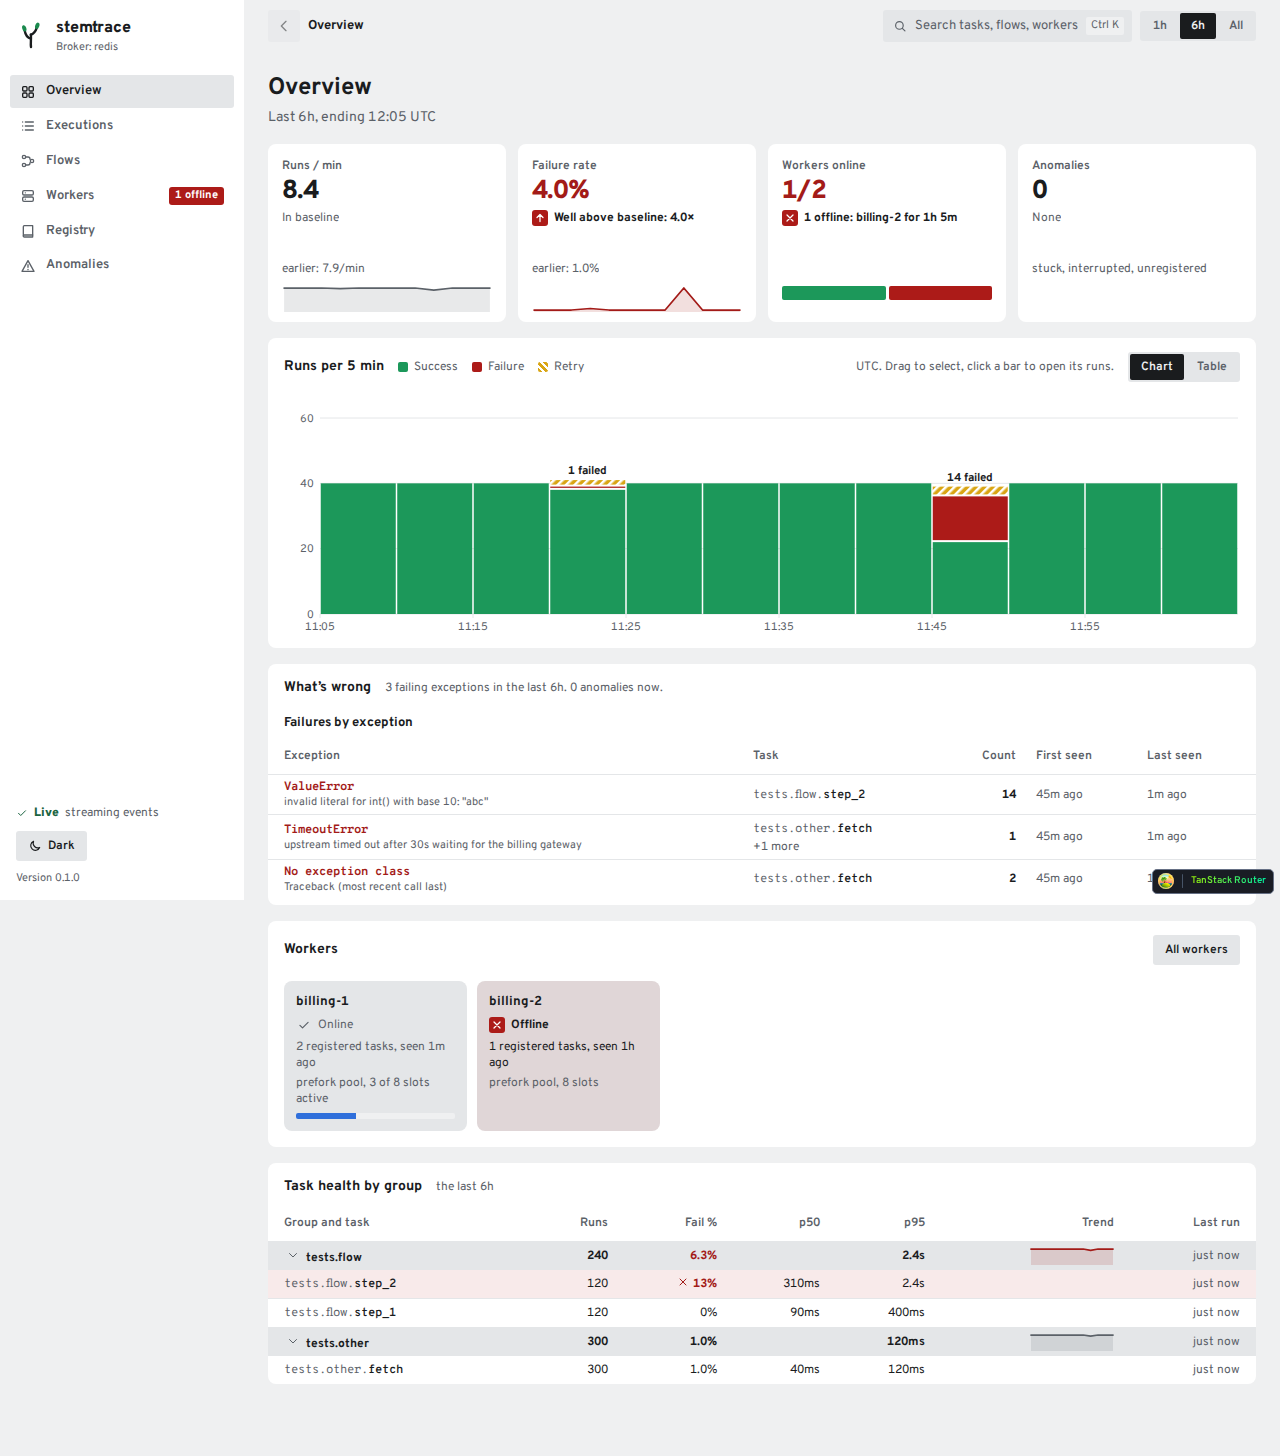 stemtrace
Broker: redis
Overview
Executions
Flows
Workers 1 offline
Registry
Anomalies
Live streaming events
Dark
Version 0.1.0
Overview
Search tasks, flows, workers Ctrl K
1h 6h All
Overview
Last 6h, ending 12:05 UTC
Runs / min
8.4
In baseline
earlier: 7.9/min
Failure rate
4.0%
Well above baseline: 4.0×
earlier: 1.0%
Workers online
1/2
1 offline: billing-2 for 1h 5m
Anomalies
0
None
stuck, interrupted, unregistered
Runs per 5 min Success Failure Retry
UTC. Drag to select, click a bar to open its runs. Chart Table
60
40
20
0
1 failed
14 failed
11:05 11:15 11:25 11:35 11:45 11:55
What's wrong 3 failing exceptions in the last 6h. 0 anomalies now.
Failures by exception
Exception Task Count First seen Last seen
ValueError
invalid literal for int() with base 10: "abc"
tests.flow.step_2 14 45m ago 1m ago
TimeoutError
upstream timed out after 30s waiting for the billing gateway
tests.other.fetch
+1 more
1 45m ago 1m ago
No exception class
Traceback (most recent call last)
tests.other.fetch 2 45m ago
TanStack Router
Workers
All workers
billing-1
Online
2 registered tasks, seen 1m
ago
prefork pool, 3 of 8 slots
active
billing-2
Offline
1 registered tasks, seen 1h
ago
prefork pool, 8 slots
Task health by group the last 6h
Group and task Runs Fail % p50 p95 Trend Last run
tests.flow 240 6.3% 2.4s just now
tests.flow.step_2 120 13% 310ms 2.4s just now
tests.flow.step_1 120 0% 90ms 400ms just now
tests.other 300 1.0% 120ms just now
tests.other.fetch 300 1.0% 40ms 120ms just now